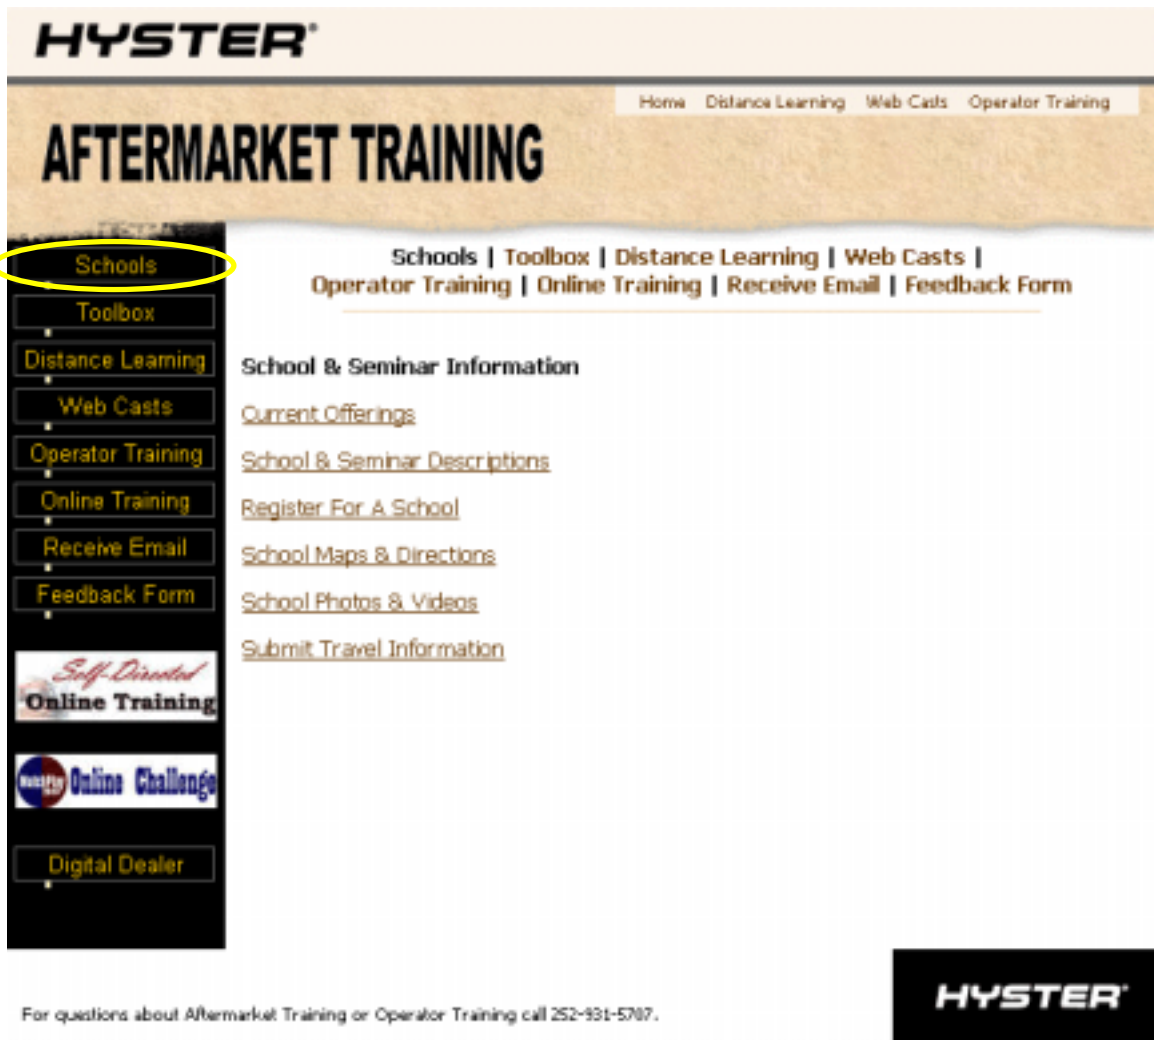 HYSTER®
Home Distance Learning Web Casts Operator Training
AFTERMARKET TRAINING
Schools
Toolbox
Distance Learning
Web Casts
Operator Training
Online Training
Receive Email
Feedback Form
Self-Directed
Online Training
Online Challenge
Digital Dealer
Schools | Toolbox | Distance Learning | Web Casts |
Operator Training | Online Training | Receive Email | Feedback Form
School & Seminar Information
Current Offerings
School & Seminar Descriptions
Register For A School
School Maps & Directions
School Photos & Videos
Submit Travel Information
For questions about Aftermarket Training or Operator Training call 252-931-5707.
HYSTER